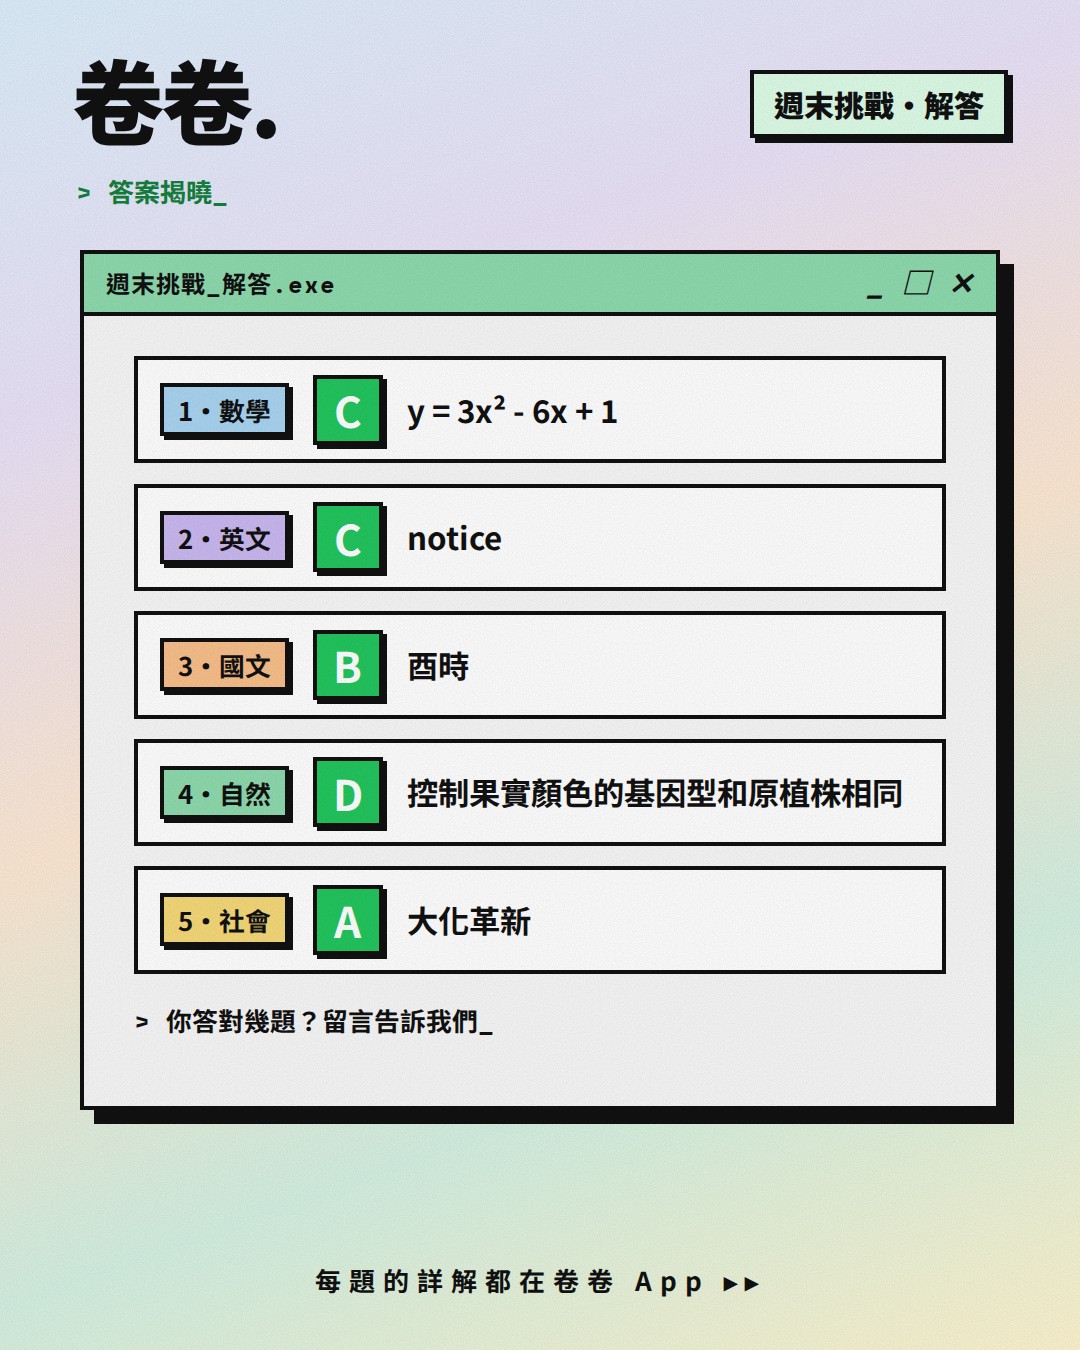 卷卷.
週末挑戰・解答
> 答案揭曉_
週末挑戰_解答.exe
_ □ ✕
1・數學 C y = 3x² - 6x + 1
2・英文 C notice
3・國文 B 酉時
4・自然 D 控制果實顏色的基因型和原植株相同
5・社會 A 大化革新
> 你答對幾題？留言告訴我們_
每題的詳解都在卷卷 App ▸▸